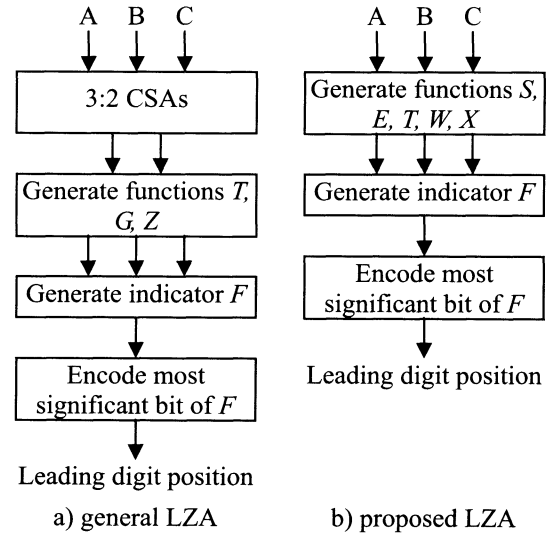 A B C
3:2 CSAs
Generate functions T,
G, Z
Generate indicator F
Encode most
significant bit of F
Leading digit position
a) general LZA
A B C
Generate functions S,
E, T, W, X
Generate indicator F
Encode most
significant bit of F
Leading digit position
b) proposed LZA